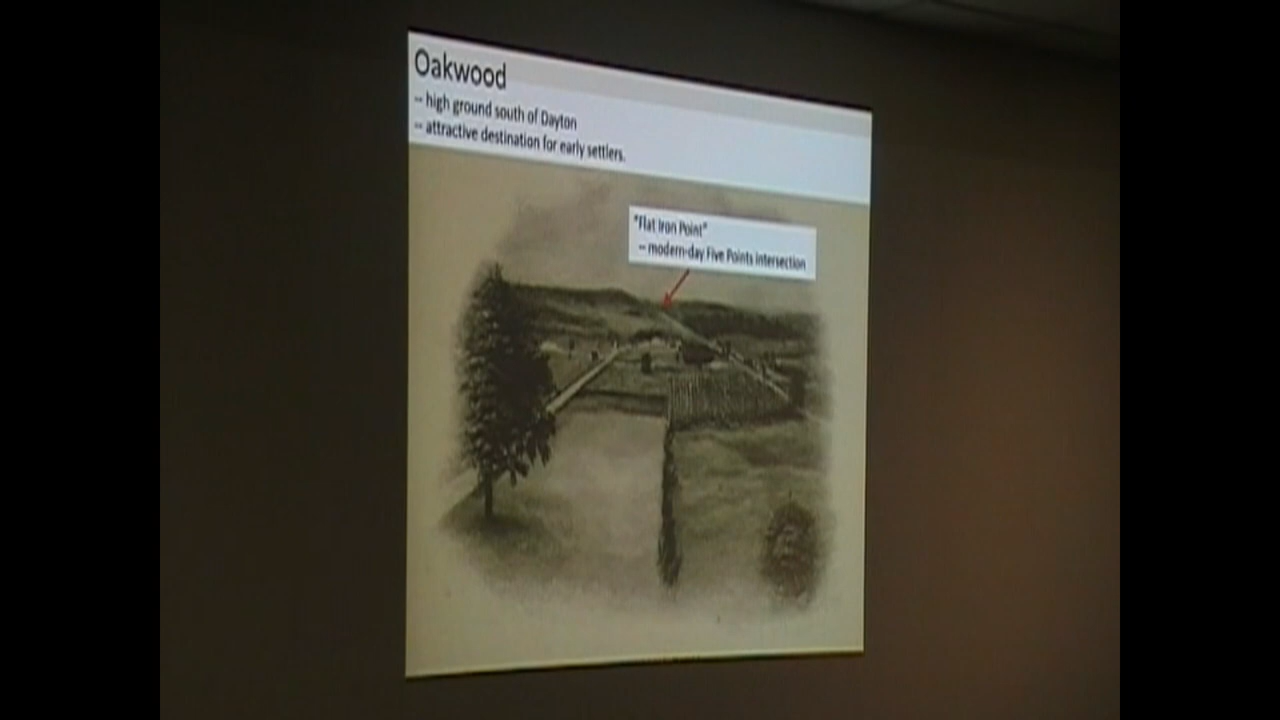 Oakwood
-- high ground south of Dayton
-- attractive destination for early settlers.
"Flat Iron Point"
-- modern-day Five Points intersection